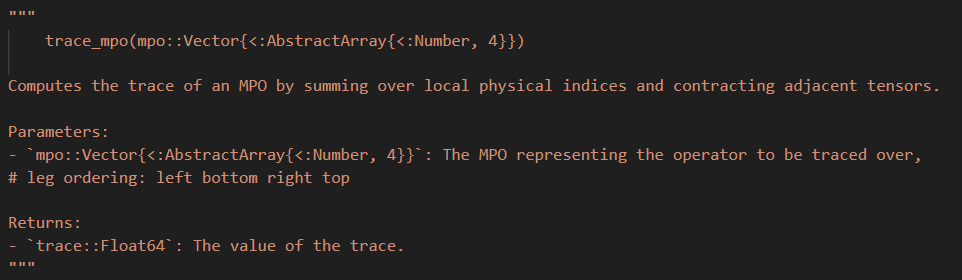 """
    trace_mpo(mpo::Vector{<:AbstractArray{<:Number, 4}})

Computes the trace of an MPO by summing over local physical indices and contracting adjacent tensors.

Parameters:
- `mpo::Vector{<:AbstractArray{<:Number, 4}}`: The MPO representing the operator to be traced over,
# leg ordering: left bottom right top

Returns:
- `trace::Float64`: The value of the trace.
"""